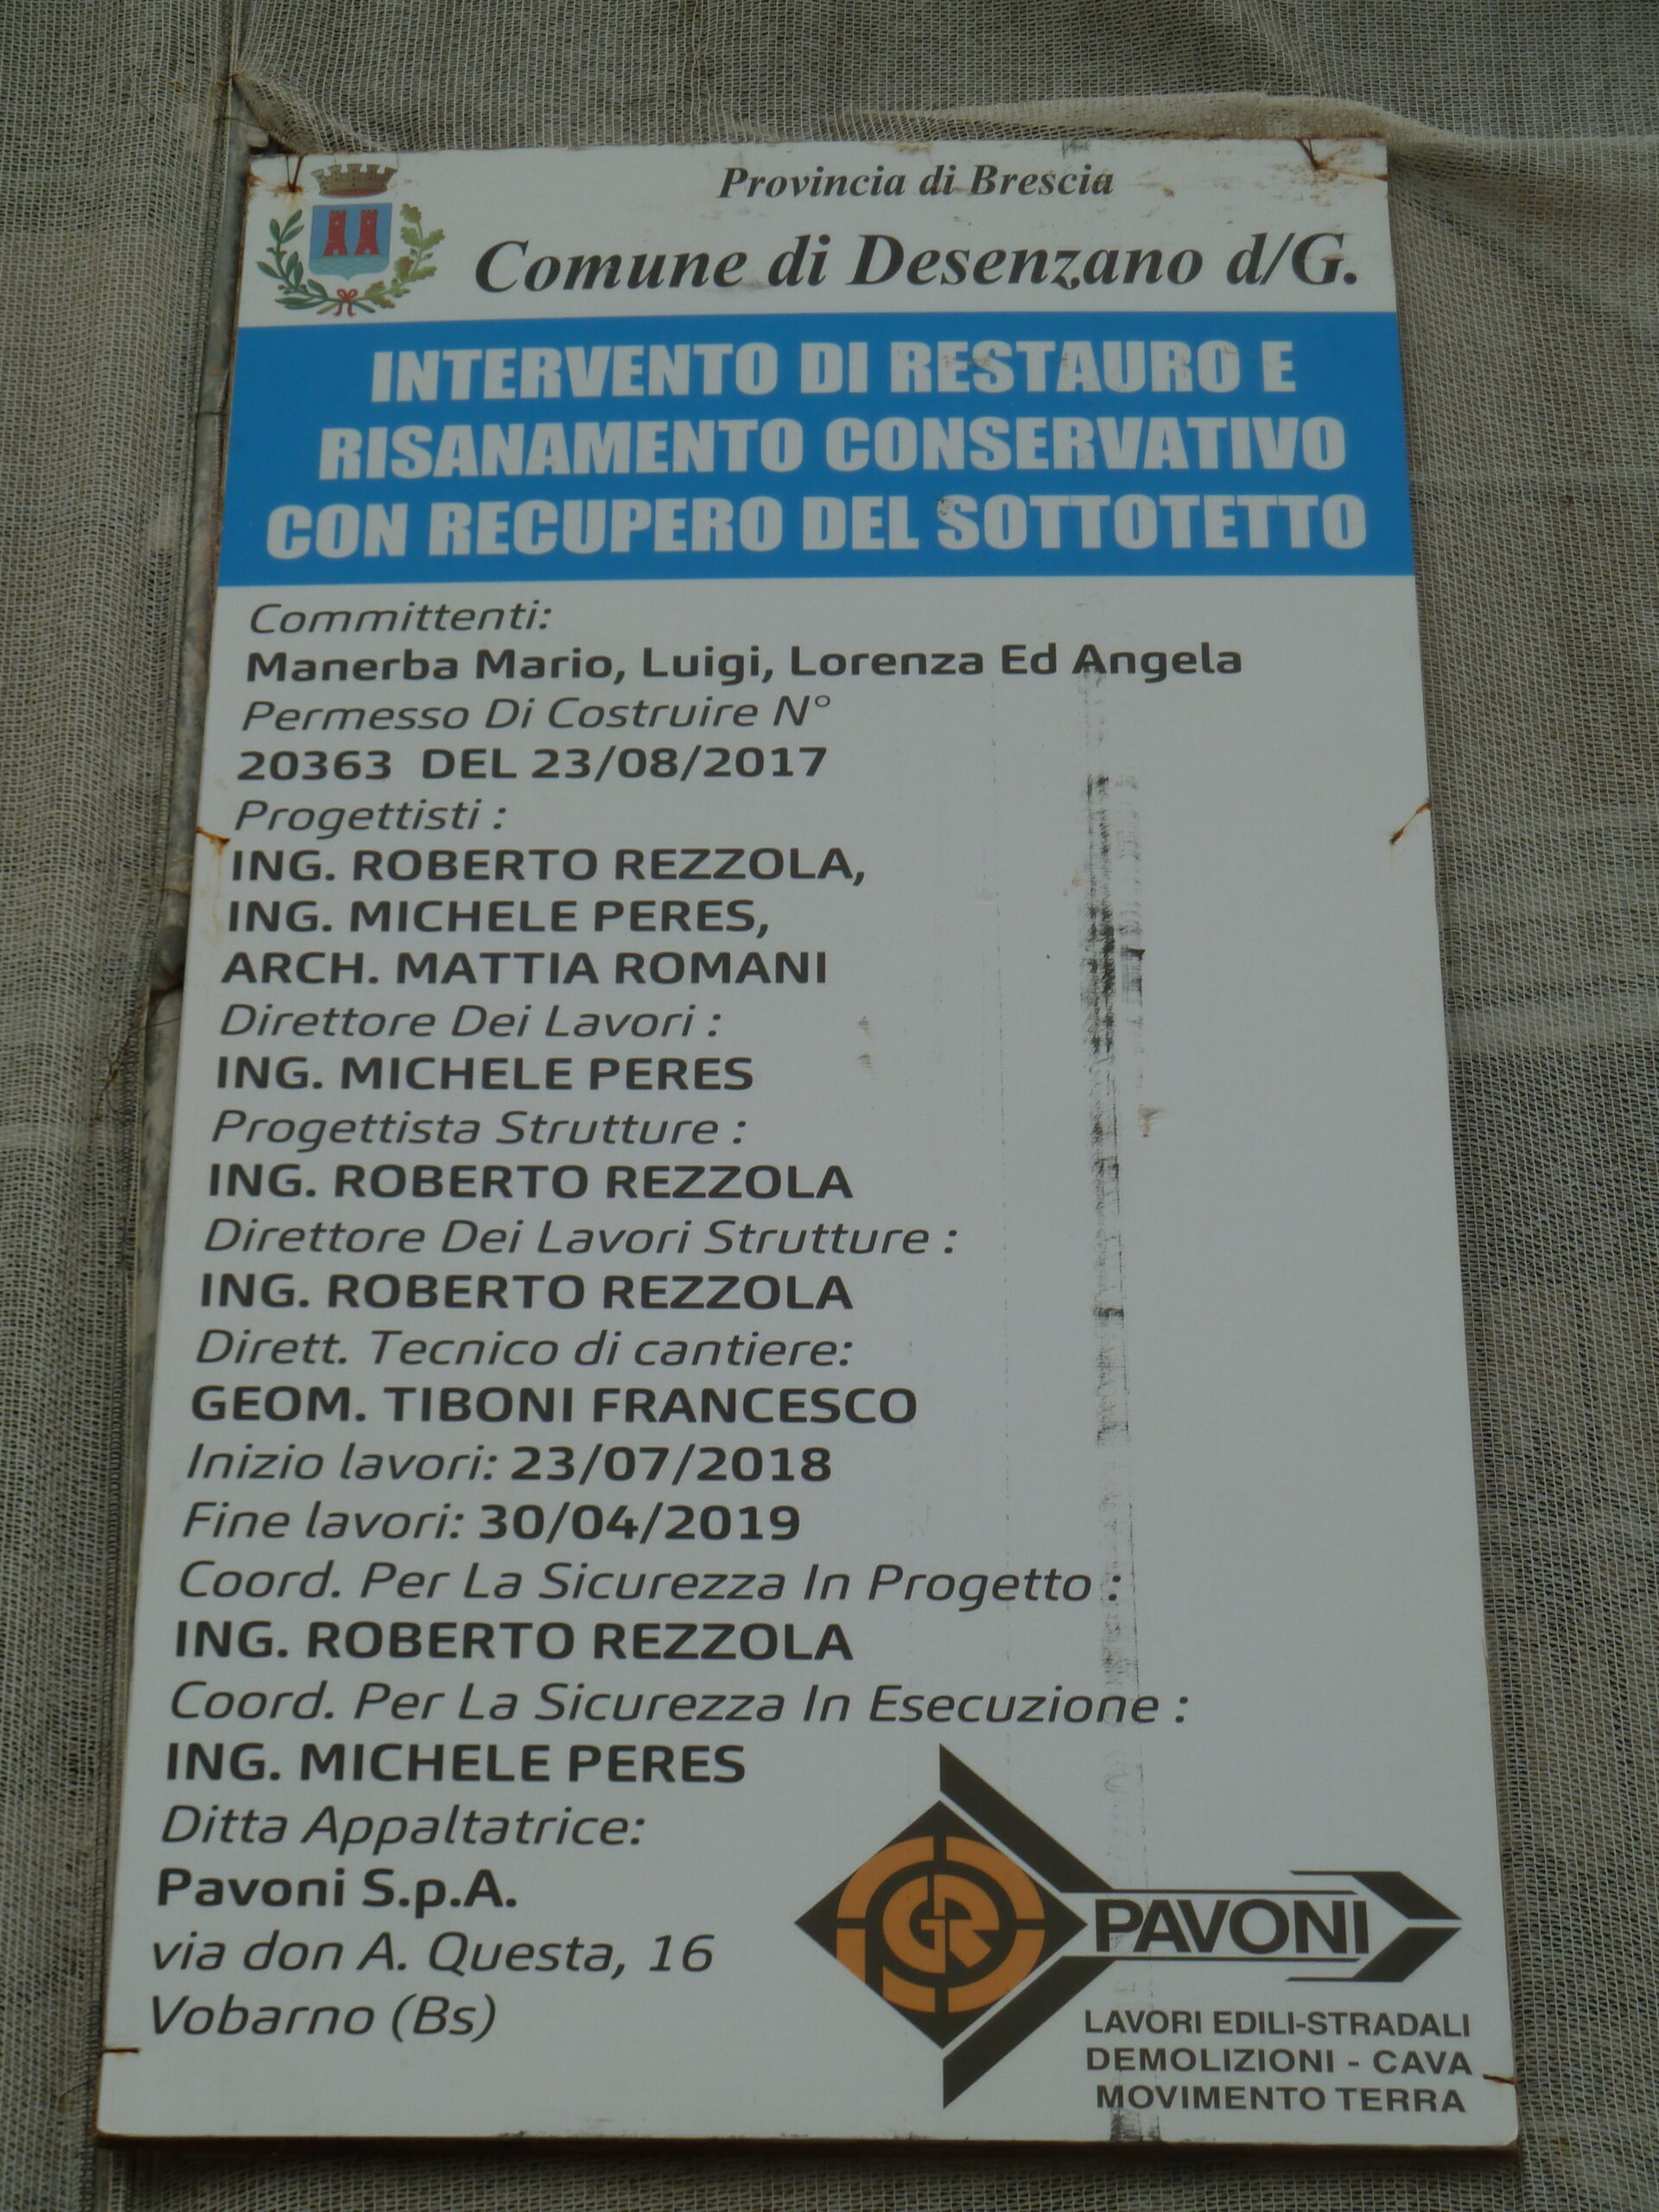 Provincia di Brescia
Comune di Desenzano d/G.
INTERVENTO DI RESTAURO E
RISANAMENTO CONSERVATIVO
CON RECUPERO DEL SOTTOTETTO
Committenti:
Manerba Mario, Luigi, Lorenza Ed Angela
Permesso Di Costruire N°
20363 DEL 23/08/2017
Progettisti :
ING. ROBERTO REZZOLA,
ING. MICHELE PERES,
ARCH. MATTIA ROMANI
Direttore Dei Lavori :
ING. MICHELE PERES
Progettista Strutture :
ING. ROBERTO REZZOLA
Direttore Dei Lavori Strutture :
ING. ROBERTO REZZOLA
Dirett. Tecnico di cantiere:
GEOM. TIBONI FRANCESCO
Inizio lavori: 23/07/2018
Fine lavori: 30/04/2019
Coord. Per La Sicurezza In Progetto :
ING. ROBERTO REZZOLA
Coord. Per La Sicurezza In Esecuzione :
ING. MICHELE PERES
Ditta Appaltatrice:
Pavoni S.p.A.
via don A. Questa, 16
Vobarno (Bs)
PAVONI
LAVORI EDILI-STRADALI
DEMOLIZIONI - CAVA
MOVIMENTO TERRA